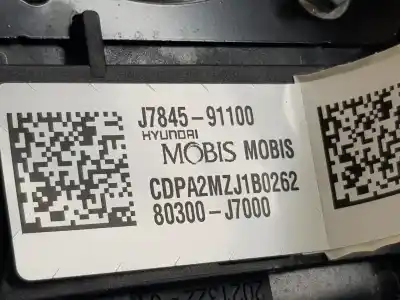 J7845-91100
HYUNDAI
MOBIS MOBIS
CDPA2MZJ1B0262
80300-J7000